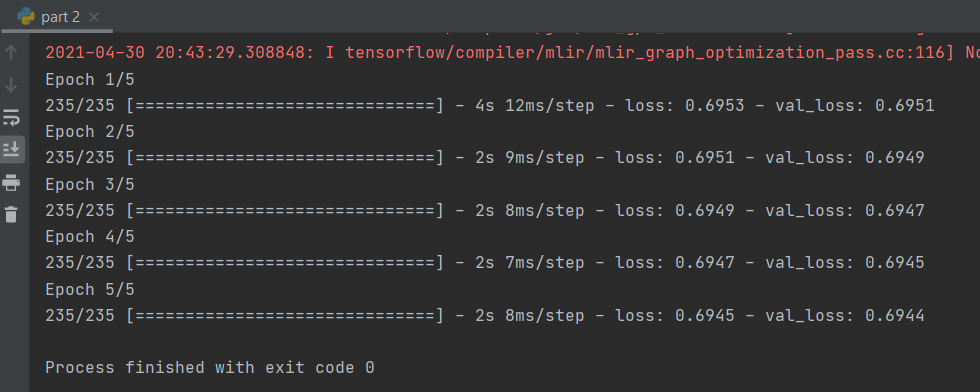 part 2
2021-04-30 20:43:29.308848: I tensorflow/compiler/mlir/mlir_graph_optimization_pass.cc:116]
Epoch 1/5
235/235 [==============================] - 4s 12ms/step - loss: 0.6953 - val_loss: 0.6951
Epoch 2/5
235/235 [==============================] - 2s 9ms/step - loss: 0.6951 - val_loss: 0.6949
Epoch 3/5
235/235 [==============================] - 2s 8ms/step - loss: 0.6949 - val_loss: 0.6947
Epoch 4/5
235/235 [==============================] - 2s 7ms/step - loss: 0.6947 - val_loss: 0.6945
Epoch 5/5
235/235 [==============================] - 2s 8ms/step - loss: 0.6945 - val_loss: 0.6944
Process finished with exit code 0